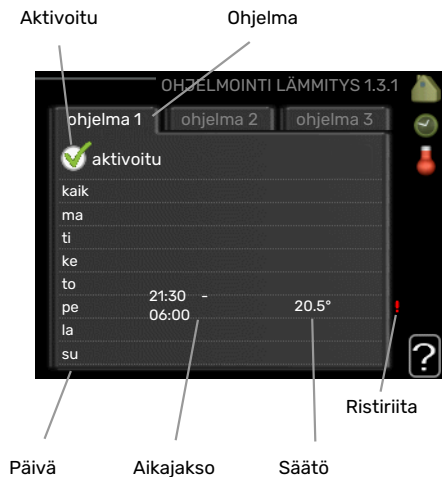 Aktivoitu Ohjelma
OHJELMOINTI LÄMMITYS 1.3.1
ohjelma 1 ohjelma 2 ohjelma 3
aktivoitu
kaik
ma
ti
ke
to
pe 21:30 - 20.5° !
06:00
la
su
?
Ristiriita
Päivä Aikajakso Säätö